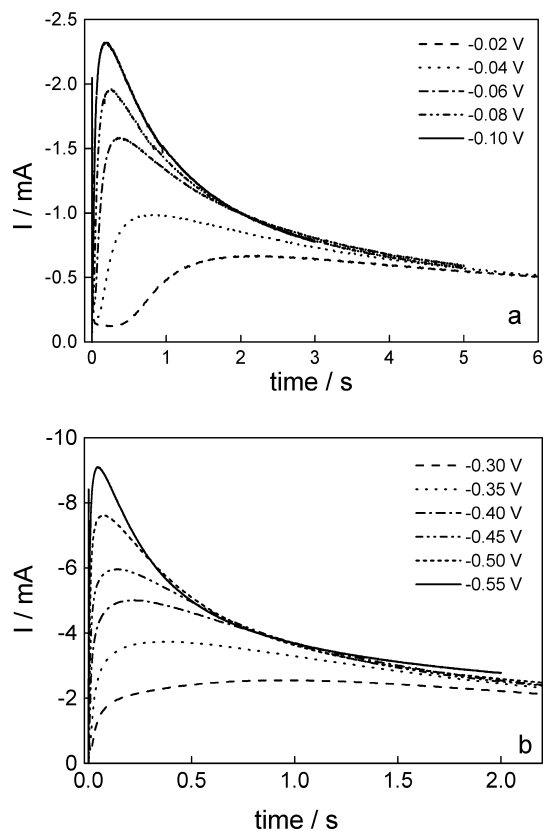 -2.5
-2.0
-1.5
-1.0
-0.5
0.0
I / mA
-0.02 V
-0.04 V
-0.06 V
-0.08 V
-0.10 V
a
0 1 2 3 4 5 6
time / s
-10
-8
-6
-4
-2
0
I / mA
-0.30 V
-0.35 V
-0.40 V
-0.45 V
-0.50 V
-0.55 V
b
0.0 0.5 1.0 1.5 2.0
time / s